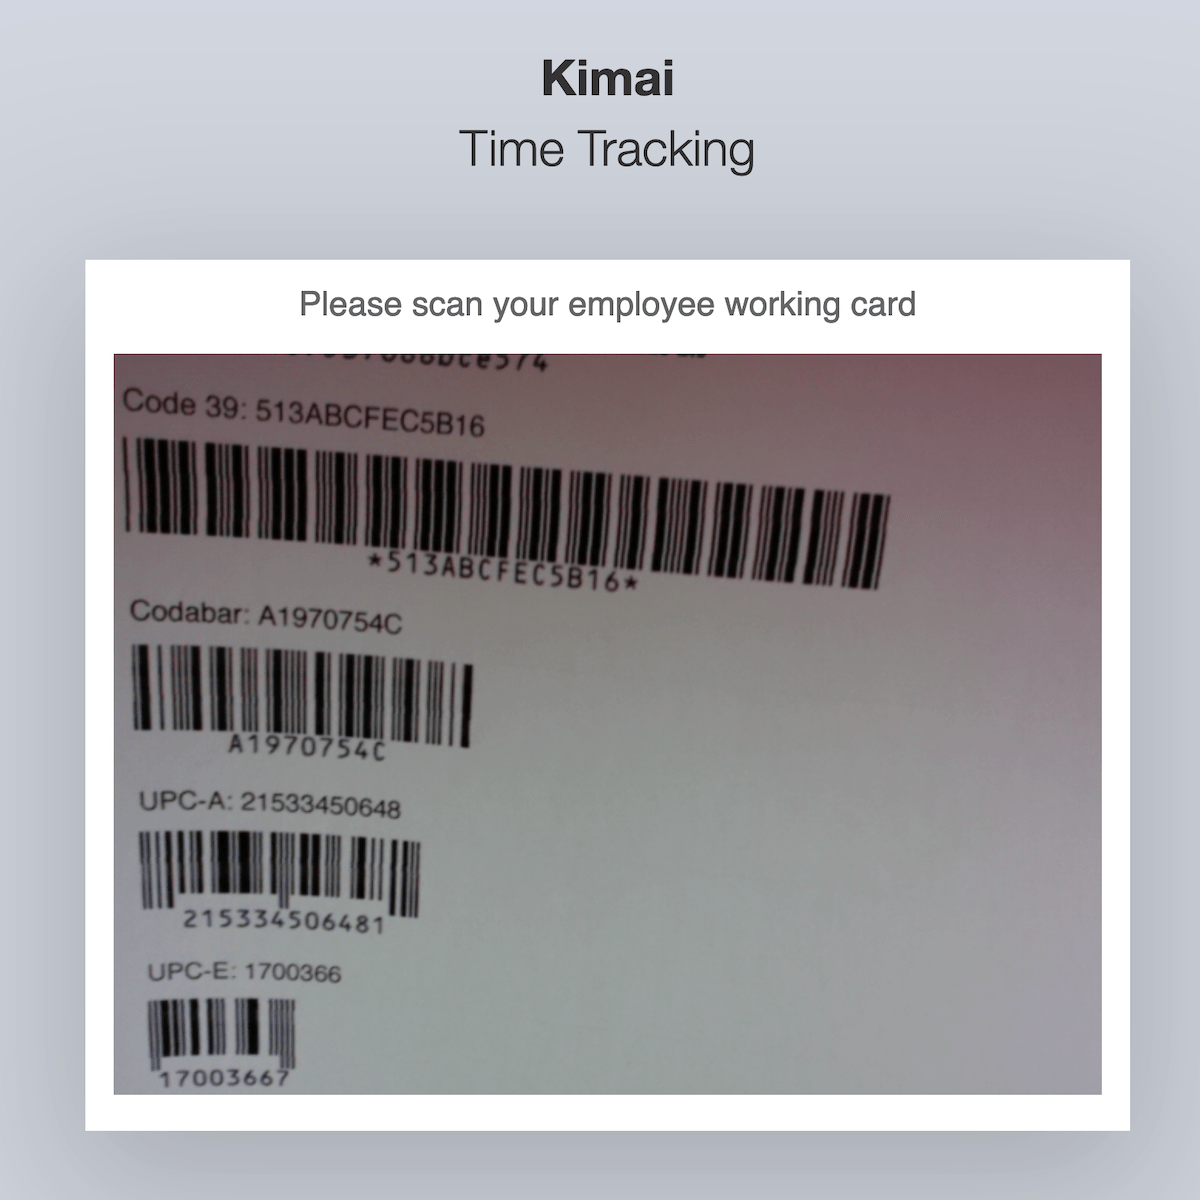 Kimai
Time Tracking
Please scan your employee working card
Code 39: 513ABCFEC5B16
*513ABCFEC5B16*
Codabar: A1970754C
A1970754C
UPC-A: 21533450648
215334506481
UPC-E: 1700366
17003667